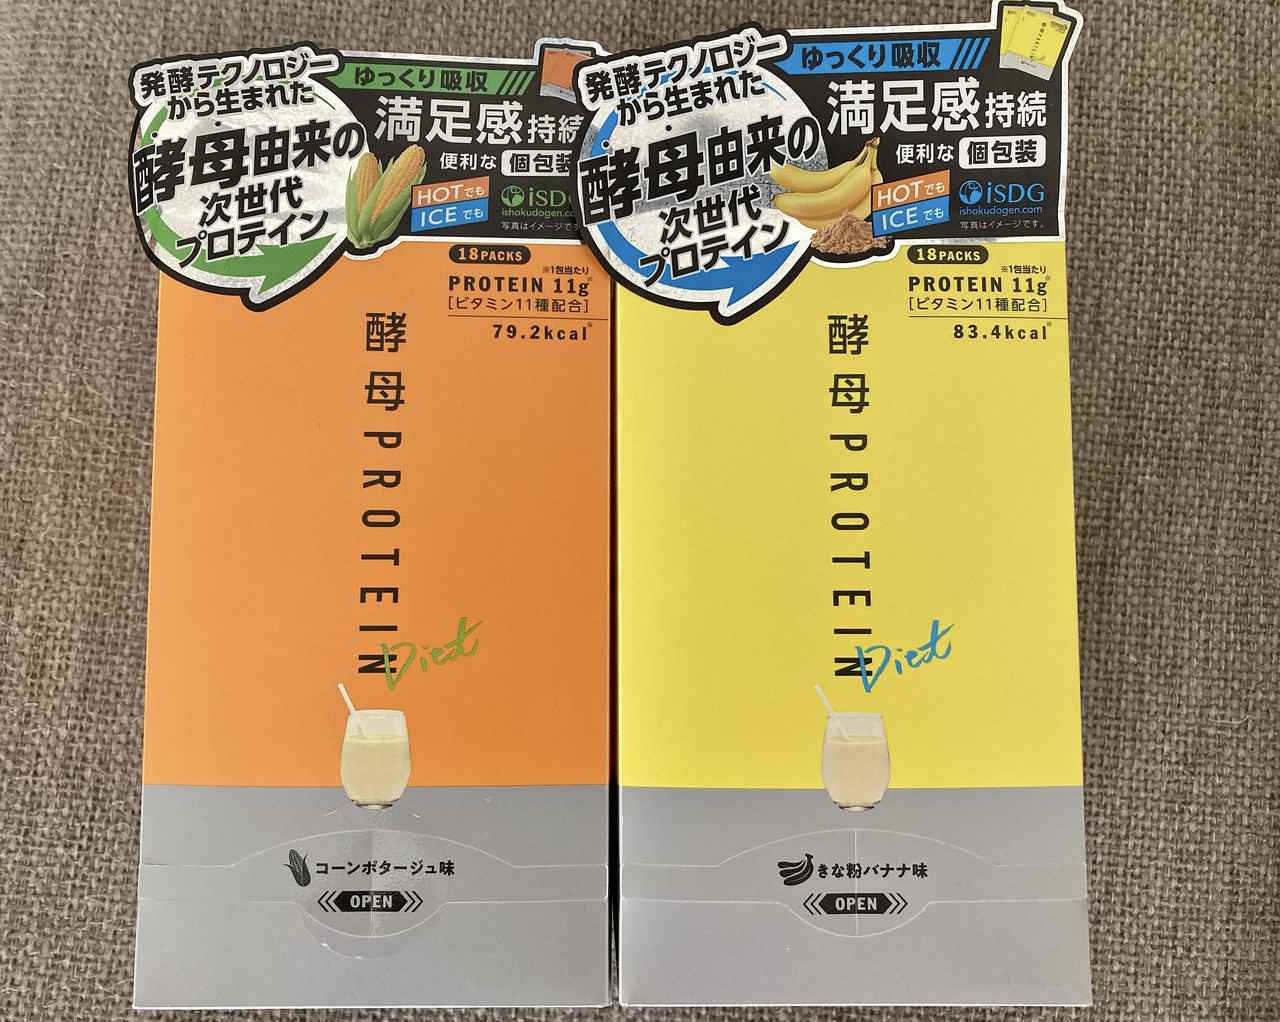 発酵テクノロジー
から生まれた
酵母由来の
次世代
プロテイン
ゆっくり吸収
満足感持続
便利な 個包装
HOTでも
ICEでも
iSDG
ishokudogen.co
写真はイメージです
18PACKS
※1包当たり
PROTEIN 11g※
[ビタミン11種配合]
79.2kcal※
酵母PROTEIN
Diet
コーンポタージュ味
OPEN
発酵テクノロジー
から生まれた
酵母由来の
次世代
プロテイン
ゆっくり吸収
満足感持続
便利な 個包装
HOTでも
ICEでも
iSDG
ishokudogen.com
写真はイメージです。
18PACKS
※1包当たり
PROTEIN 11g※
[ビタミン11種配合]
83.4kcal※
酵母PROTEIN
Diet
きな粉バナナ味
OPEN